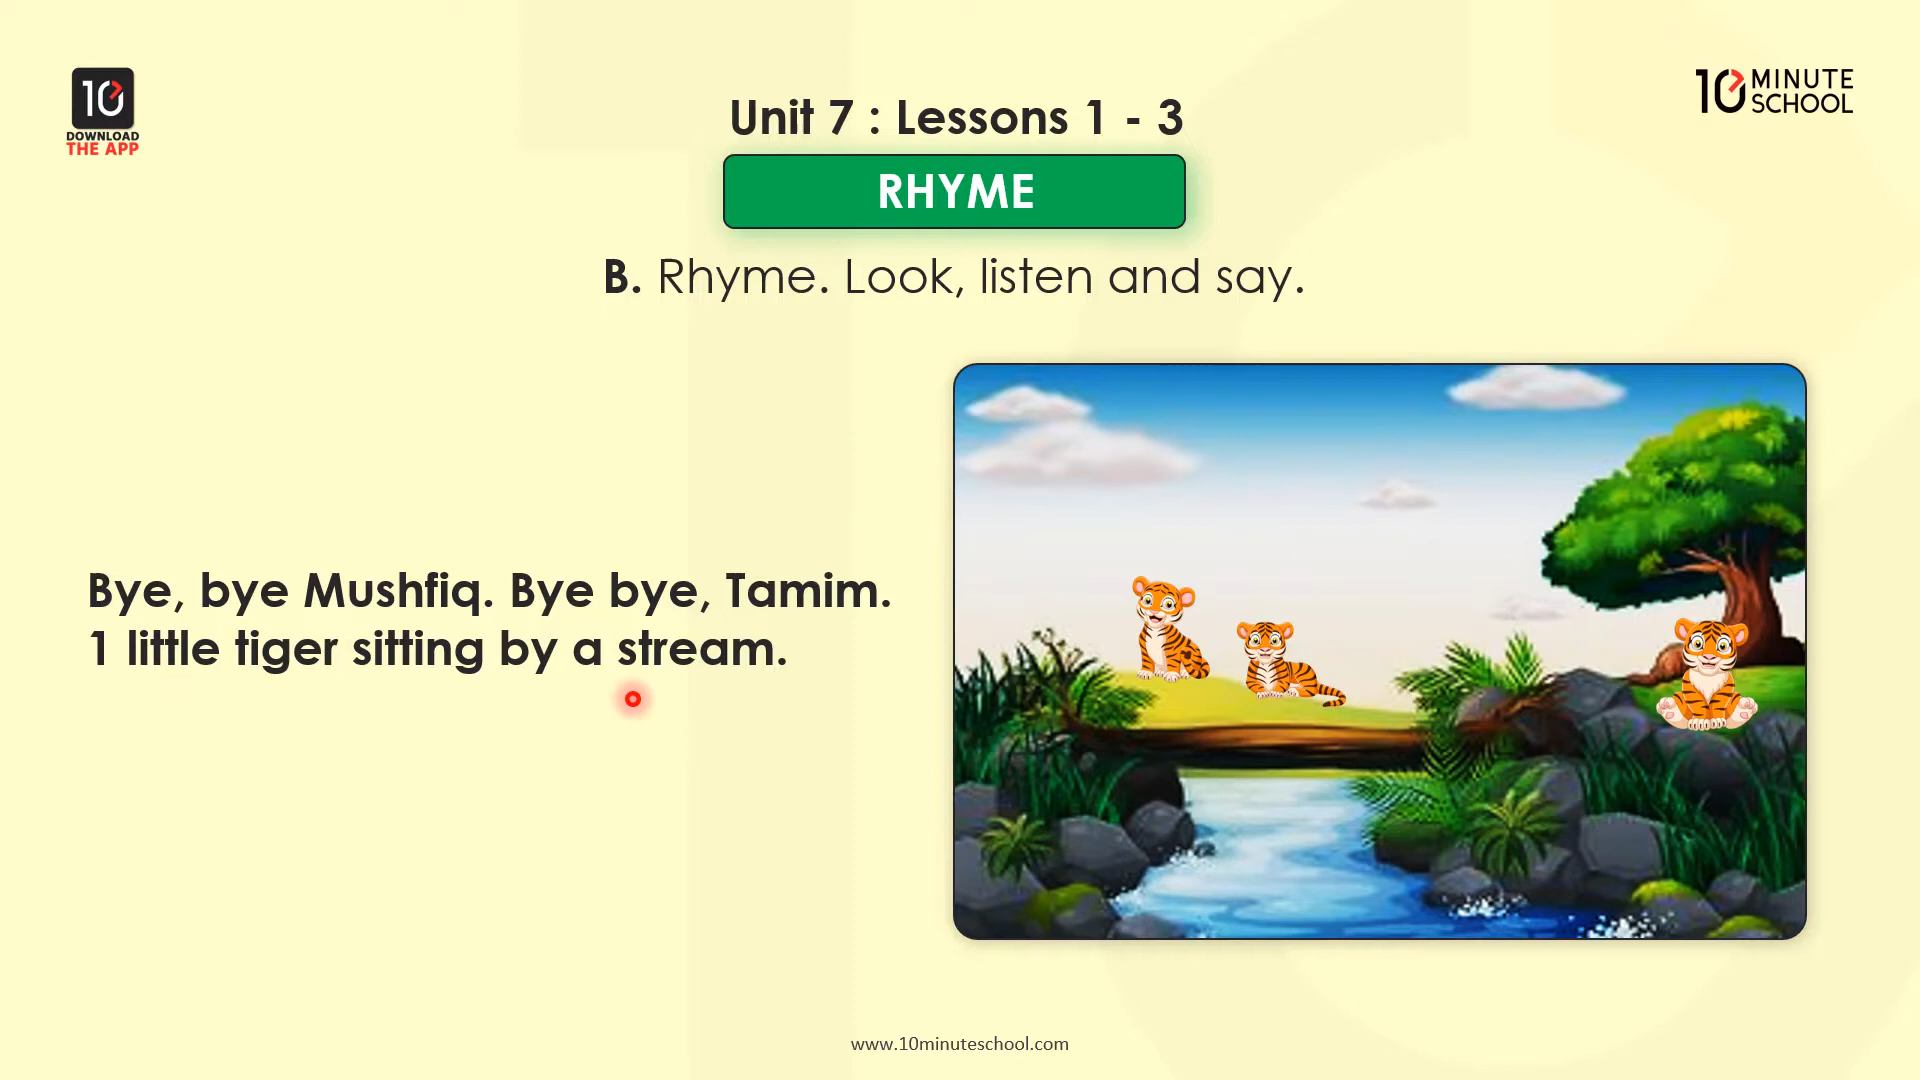 10
DOWNLOAD
THE APP
10 MINUTE
SCHOOL
Unit 7 : Lessons 1 - 3
RHYME
B. Rhyme. Look, listen and say.
Bye, bye Mushfiq. Bye bye, Tamim.
1 little tiger sitting by a stream.
www.10minuteschool.com